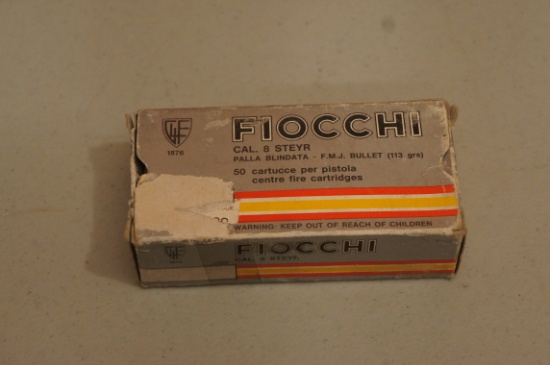 GFL
1876
FIOCCHI
CAL. 8 STEYR
PALLA BLINDATA - F.M.J. BULLET (113 grs)
50 cartucce per pistola
centre fire cartridges
WARNING: KEEP OUT OF REACH OF CHILDREN
FIOCCHI
CAL. 8 STEYR